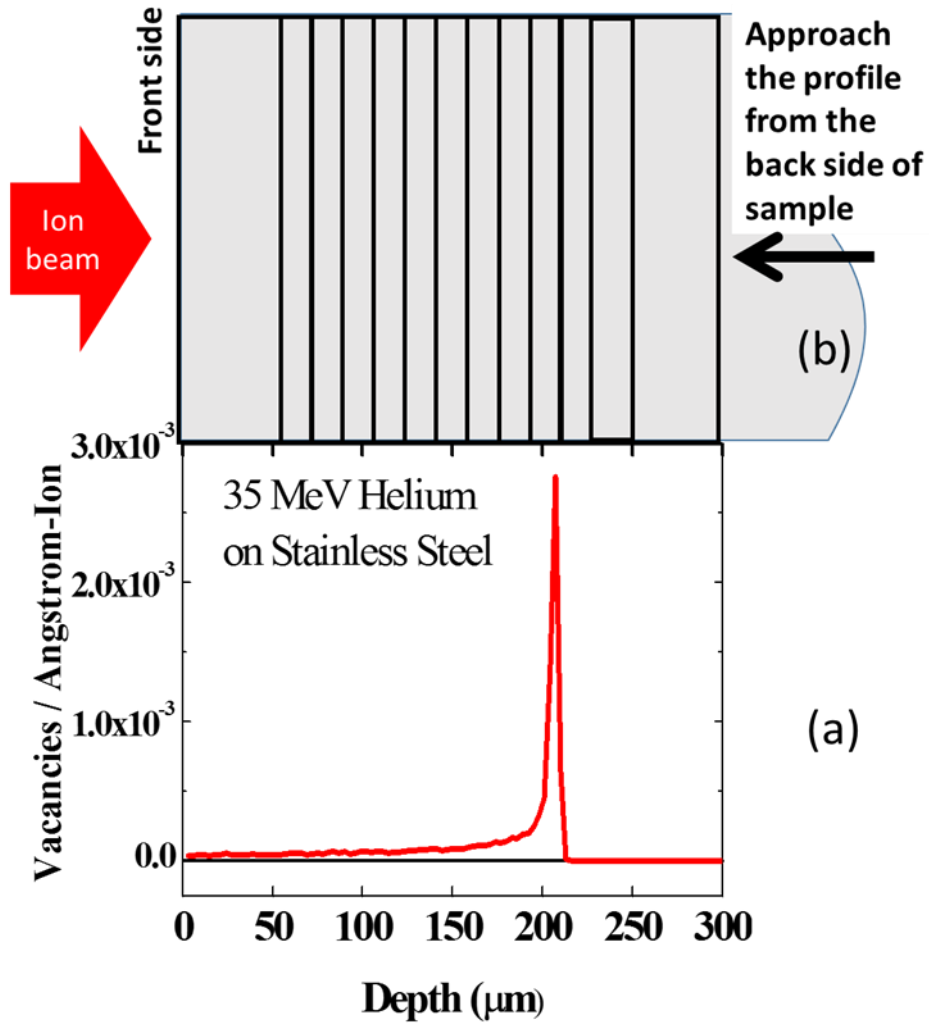 Front side
Ion
beam
Approach
the profile
from the
back side of
sample
(b)
3.0x10⁻³
2.0x10⁻³
1.0x10⁻³
0.0
Vacancies / Angstrom-Ion
35 MeV Helium
on Stainless Steel
(a)
0 50 100 150 200 250 300
Depth (μm)